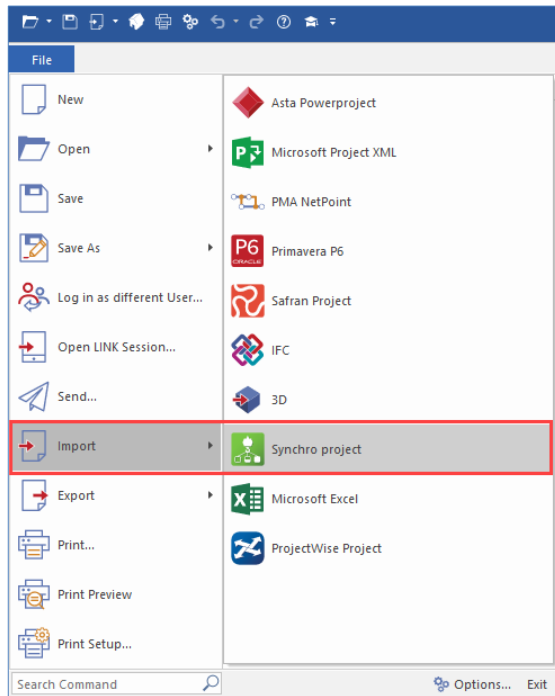 File
New
Open
Save
Save As
Log in as different User...
Open LINK Session...
Send...
Import
Export
Print...
Print Preview
Print Setup...
Asta Powerproject
Microsoft Project XML
PMA NetPoint
P6
ORACLE
Primavera P6
Safran Project
IFC
3D
Synchro project
Microsoft Excel
ProjectWise Project
Search Command
Options...
Exit